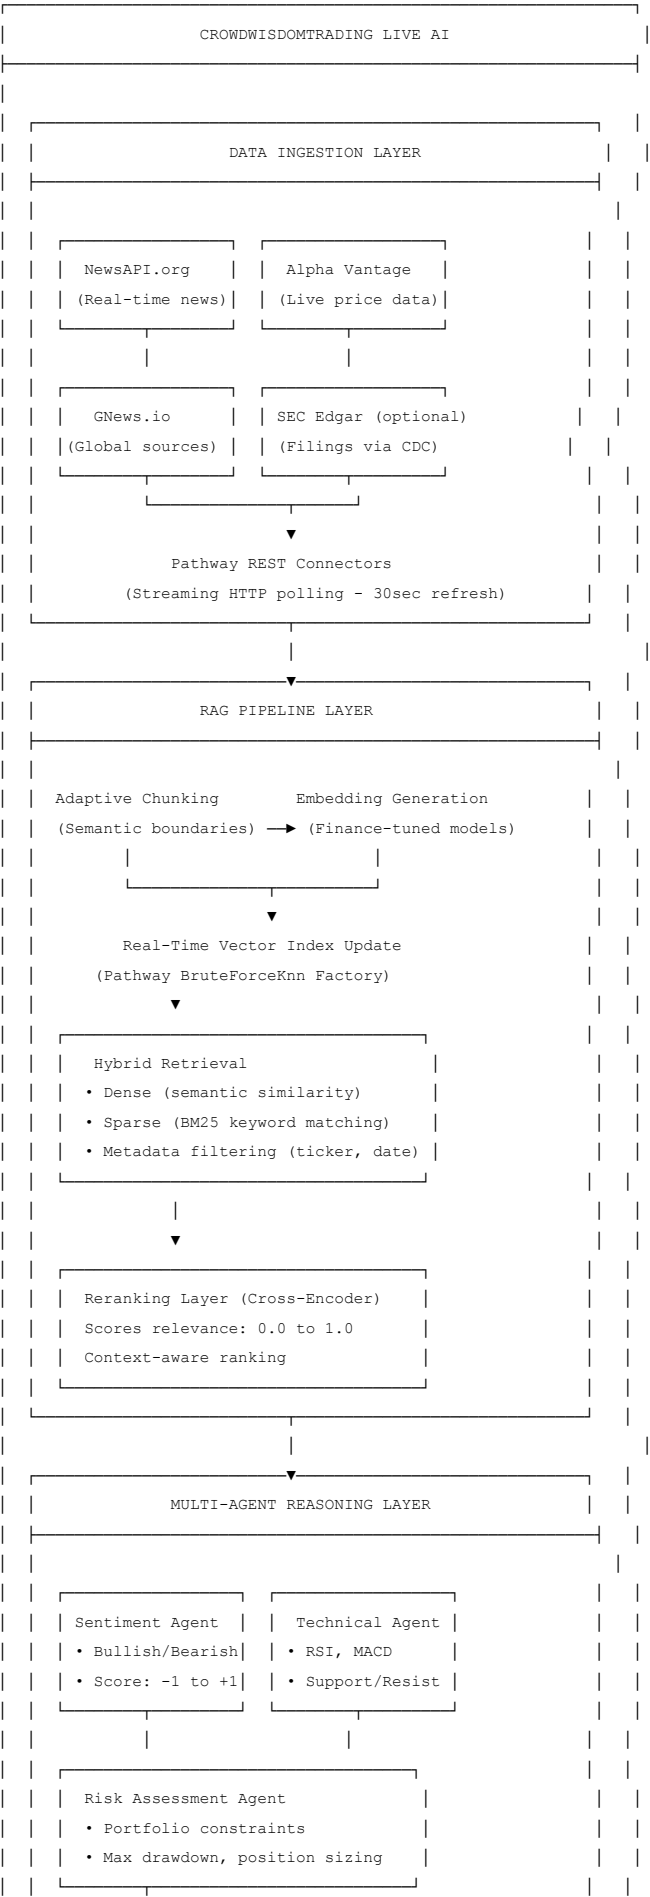 CROWDWISDOMTRADING LIVE AI
DATA INGESTION LAYER
NewsAPI.org Alpha Vantage
(Real-time news) (Live price data)
GNews.io SEC Edgar (optional)
(Global sources) (Filings via CDC)
Pathway REST Connectors
(Streaming HTTP polling - 30sec refresh)
RAG PIPELINE LAYER
Adaptive Chunking Embedding Generation
(Semantic boundaries) ──► (Finance-tuned models)
Real-Time Vector Index Update
(Pathway BruteForceKnn Factory)
Hybrid Retrieval
• Dense (semantic similarity)
• Sparse (BM25 keyword matching)
• Metadata filtering (ticker, date)
Reranking Layer (Cross-Encoder)
Scores relevance: 0.0 to 1.0
Context-aware ranking
MULTI-AGENT REASONING LAYER
Sentiment Agent Technical Agent
• Bullish/Bearish • RSI, MACD
• Score: -1 to +1 • Support/Resist
Risk Assessment Agent
• Portfolio constraints
• Max drawdown, position sizing